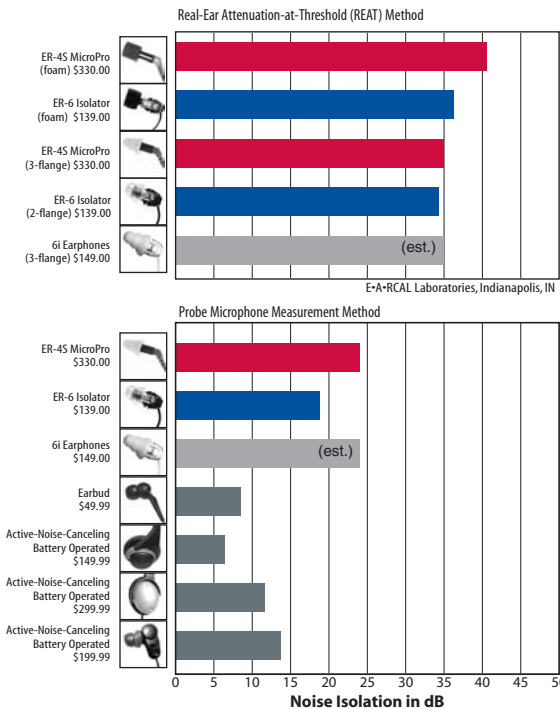 Real-Ear Attenuation-at-Threshold (REAT) Method
ER-4S MicroPro
(foam) $330.00
ER-6 Isolator
(foam) $139.00
ER-4S MicroPro
(3-flange) $330.00
ER-6 Isolator
(2-flange) $139.00
6i Earphones
(3-flange) $149.00
(est.)
E•A•RCAL Laboratories, Indianapolis, IN
Probe Microphone Measurement Method
ER-4S MicroPro
$330.00
ER-6 Isolator
$139.00
6i Earphones
$149.00
(est.)
Earbud
$49.99
Active-Noise-Canceling
Battery Operated
$149.99
Active-Noise-Canceling
Battery Operated
$299.99
Active-Noise-Canceling
Battery Operated
$199.99
0 5 10 15 20 25 30 35 40 45 50
Noise Isolation in dB